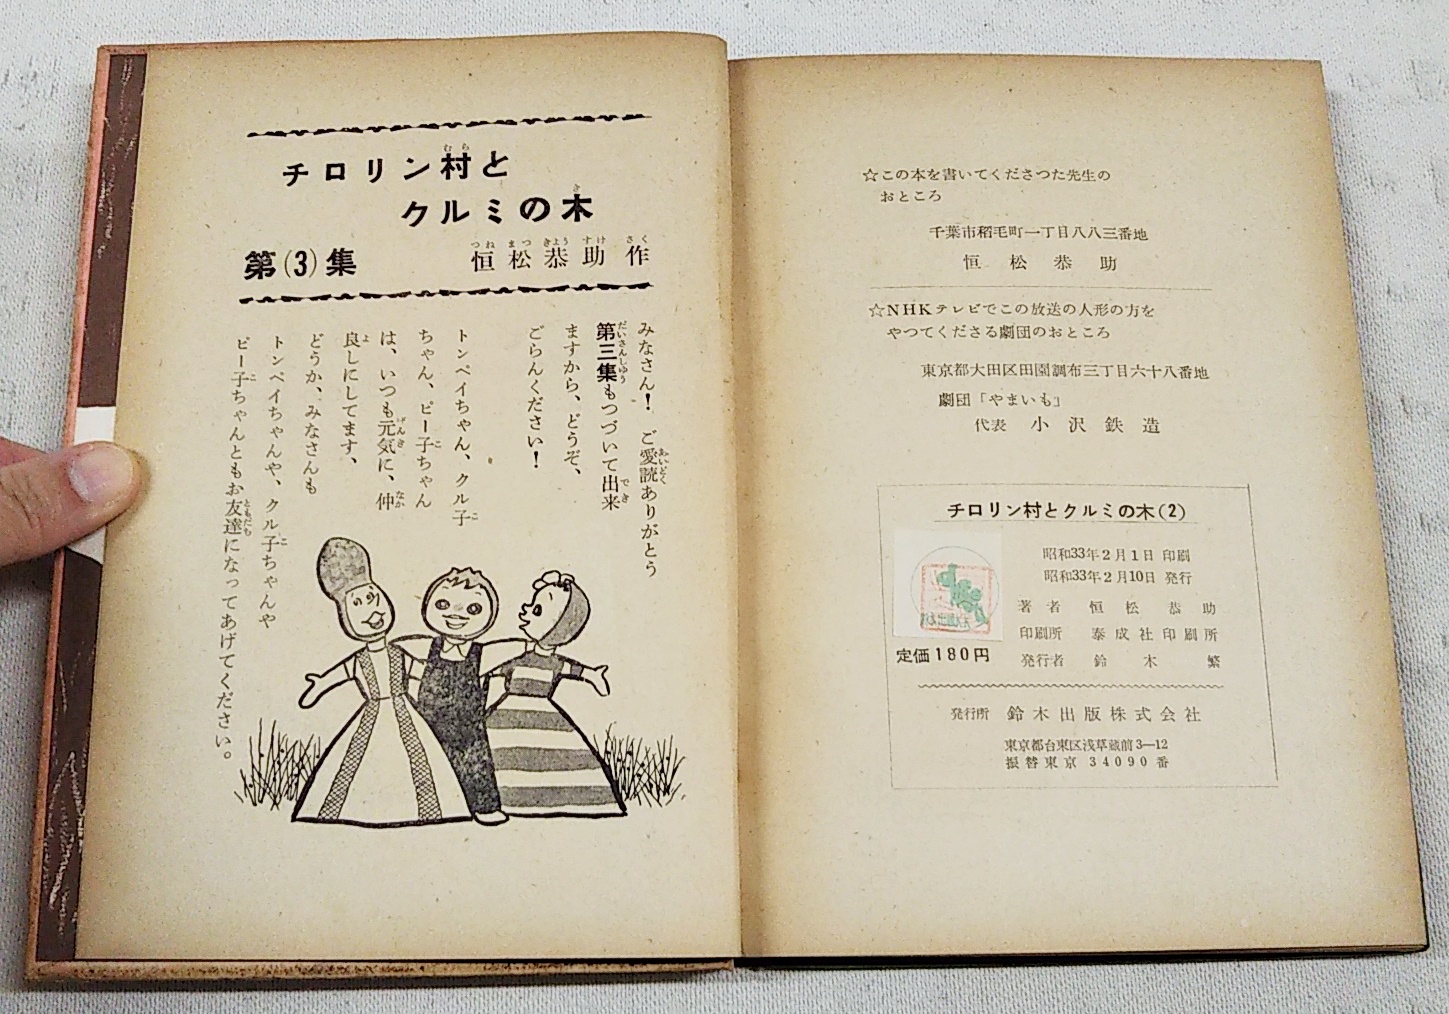 チロリン村と
クルミの木
第(3)集
恒松恭助 作
みなさん! ご愛読ありがとう
第三集もつづいて出来
ますから、どうぞ、
ごらんください!
トンペイちゃん、クル子
ちゃん、ピー子ちゃん
は、いつも元気に、仲
良しにしてます、
どうか、みなさんも
トンペイちゃんや、クル子ちゃんや
ピー子ちゃんともお友達になってあげてください。
☆この本を書いてくださつた先生の
おところ
千葉市稻毛町一丁目八八三番地
恒松恭助
☆NHKテレビでこの放送の人形の方を
やつてくださる劇団のおところ
東京都大田区田園調布三丁目六十八番地
劇団「やまいも」
代表 小沢鉄造
チロリン村とクルミの木(2)
昭和33年2月1日 印刷
昭和33年2月10日 発行
著者 恒松恭助
印刷所 泰成社印刷所
発行者 鈴木繁
定価180円
発行所 鈴木出版株式会社
東京都台東区浅草蔵前3—12
振替東京 34090番